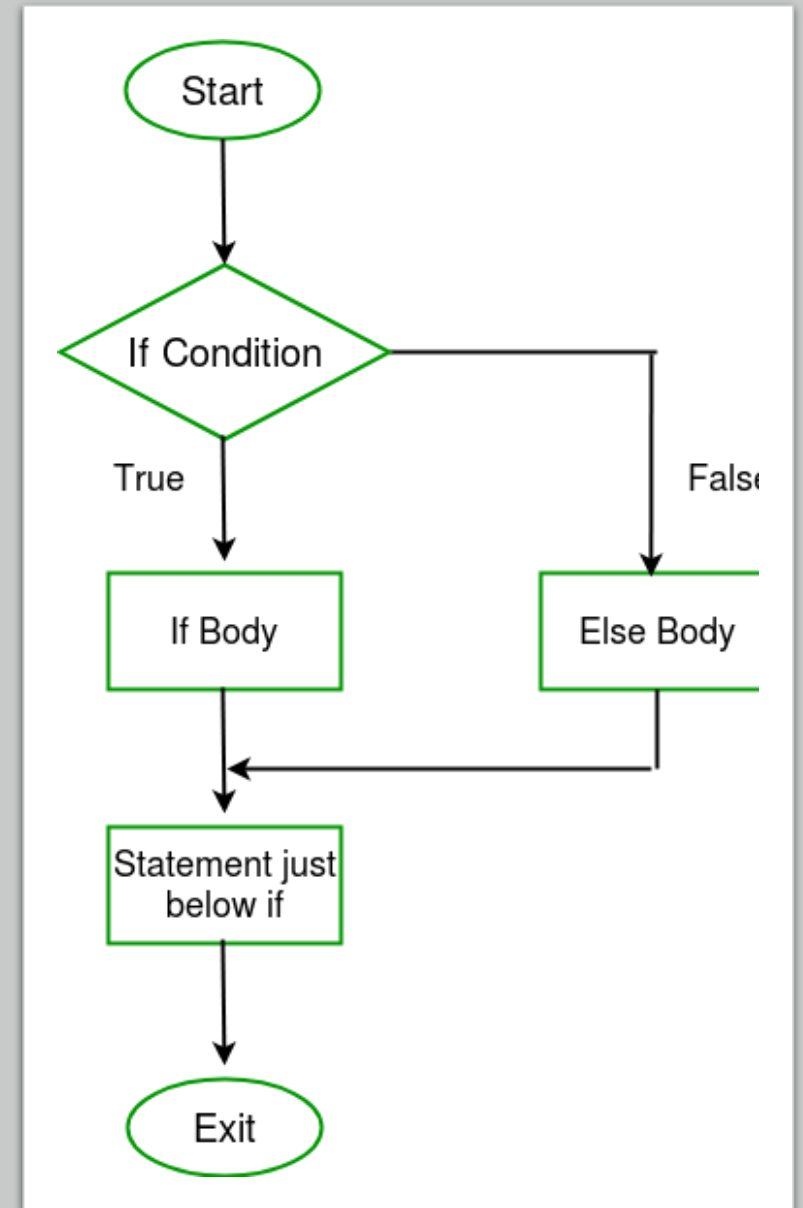 Start
If Condition
True
False
If Body
Else Body
Statement just
below if
Exit